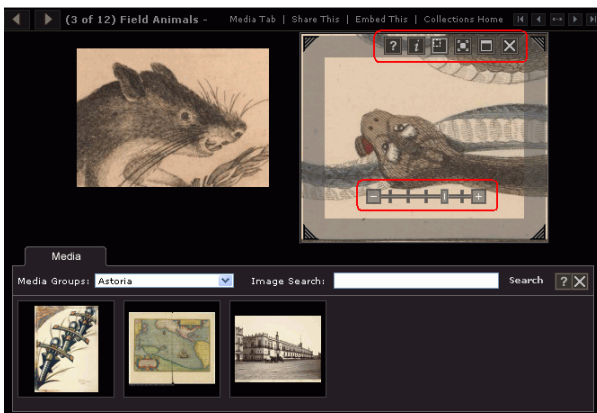 (3 of 12) Field Animals - Media Tab | Share This | Embed This | Collections Home
? i
Media
Media Groups: Astoria Image Search: Search ?